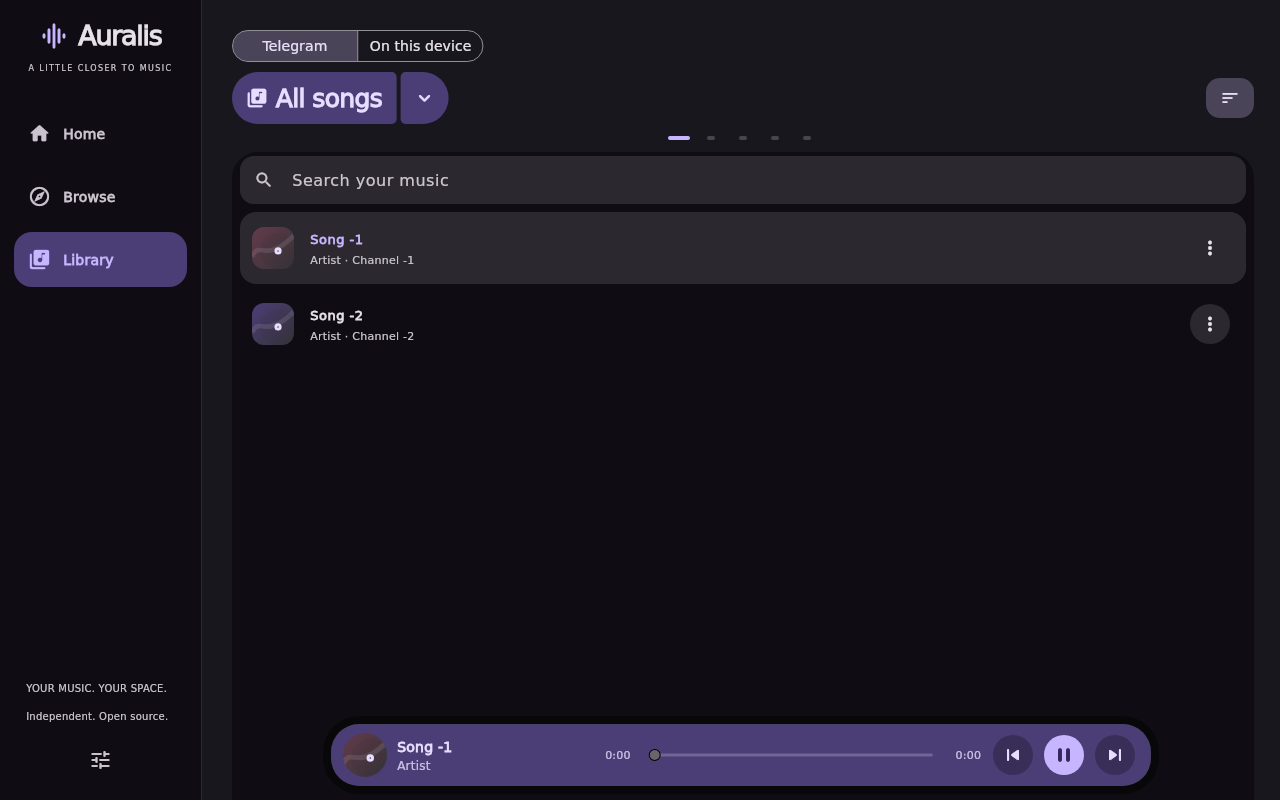 Auralis
A LITTLE CLOSER TO MUSIC
Home
Browse
Library
YOUR MUSIC. YOUR SPACE.
Independent. Open source.
Telegram
On this device
All songs
Search your music
Song -1
Artist · Channel -1
Song -2
Artist · Channel -2
Song -1
Artist
0:00
0:00